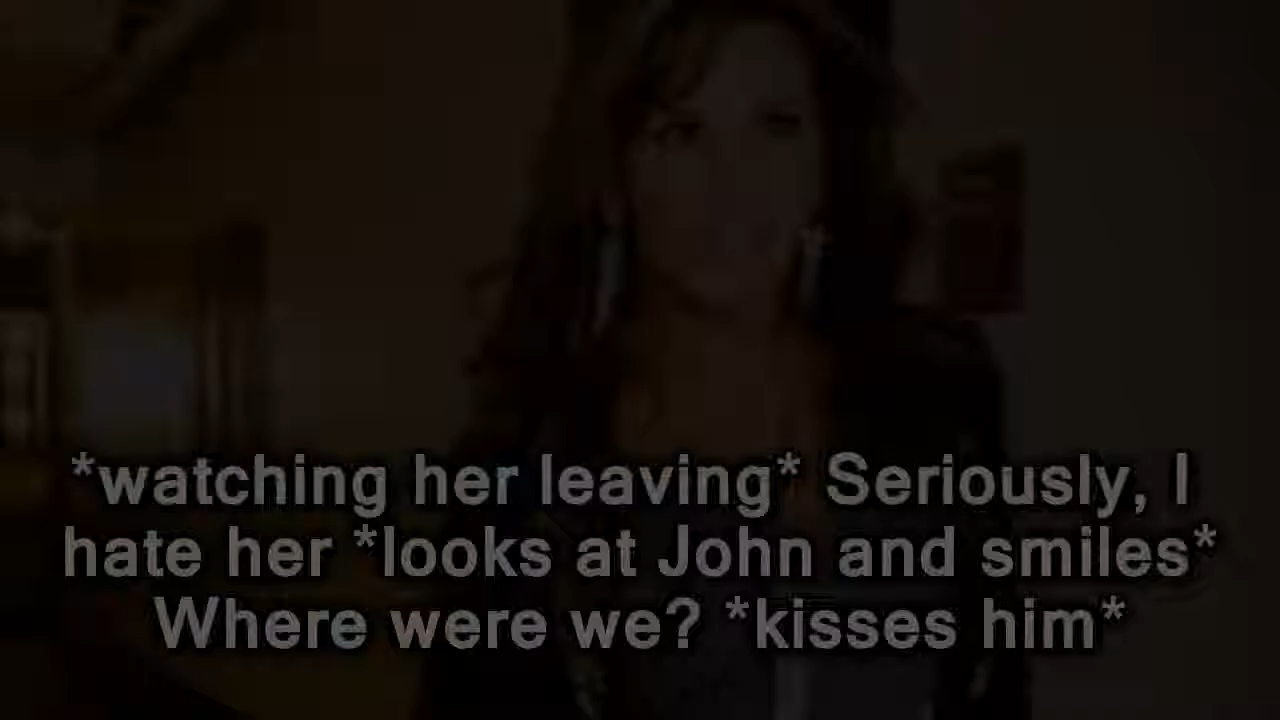 *watching her leaving* Seriously, I
hate her *looks at John and smiles*
Where were we? *kisses him*